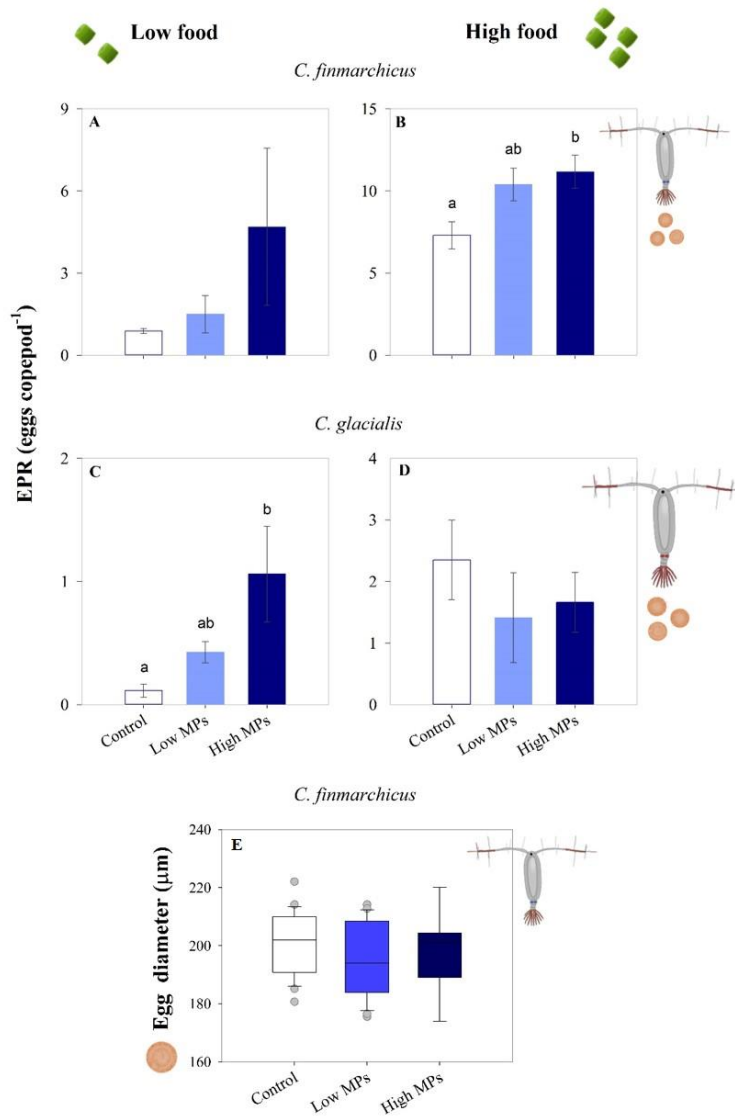 Low food High food
C. finmarchicus
EPR (eggs copepod⁻¹)
A
9
6
3
0
B
15
10
5
0
a
ab
b
C. glacialis
C
2
1
0
a
ab
b
Control
Low MPs
High MPs
D
4
3
2
1
0
Control
Low MPs
High MPs
C. finmarchicus
Egg diameter (µm)
E
240
220
200
180
160
Control
Low MPs
High MPs